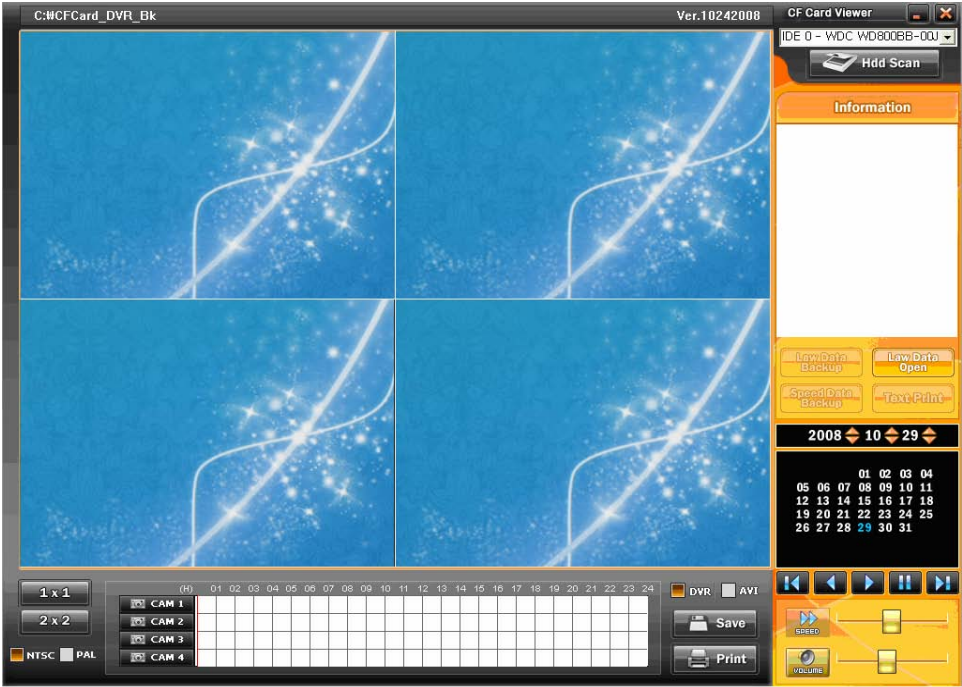 C:₩CFCard_DVR_Bk
Ver.10242008
CF Card Viewer
IDE 0 - WDC WD800BB-00J
Hdd Scan
Information
Law Data
Backup
Law Data
Open
Speed Data
Backup
Text Print
2008 10 29
01 02 03 04
05 06 07 08 09 10 11
12 13 14 15 16 17 18
19 20 21 22 23 24 25
26 27 28 29 30 31
1 x 1
2 x 2
NTSC PAL
(H) 01 02 03 04 05 06 07 08 09 10 11 12 13 14 15 16 17 18 19 20 21 22 23 24
CAM 1
CAM 2
CAM 3
CAM 4
DVR AVI
Save
Print
SPEED
VOLUME